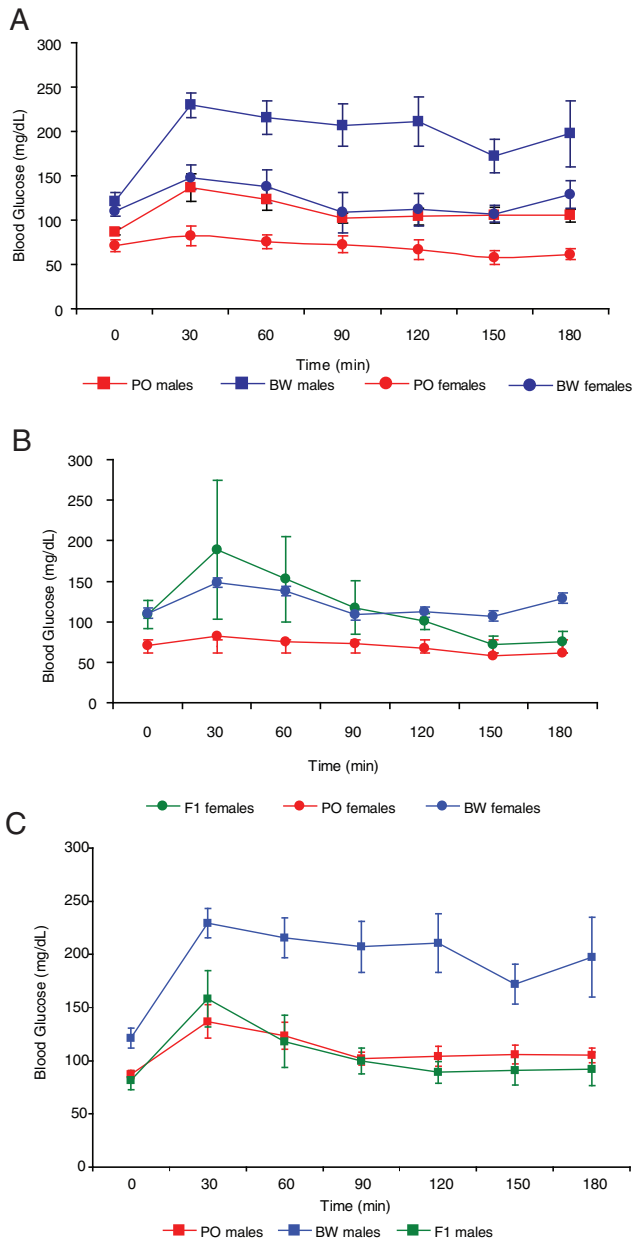 A
300
250
200
150
100
50
0
Blood Glucose (mg/dL)
0 30 60 90 120 150 180
Time (min)
PO males BW males PO females BW females
B
300
250
200
150
100
50
0
Blood Glucose (mg/dL)
0 30 60 90 120 150 180
Time (min)
F1 females PO females BW females
C
300
250
200
150
100
50
0
Blood Glucose (mg/dL)
0 30 60 90 120 150 180
Time (min)
PO males BW males F1 males